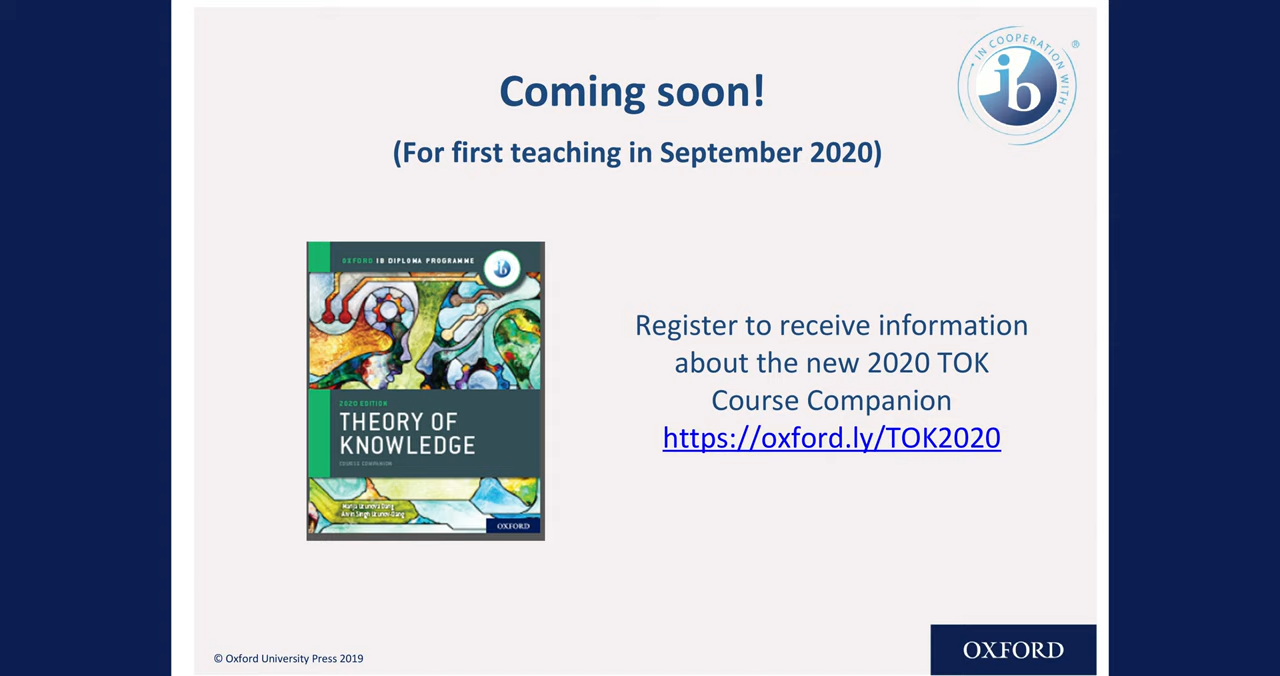 IN COOPERATION WITH
ib
®
Coming soon!
(For first teaching in September 2020)
OXFORD IB DIPLOMA PROGRAMME
ib
2020 EDITION
THEORY OF
KNOWLEDGE
COURSE COMPANION
OXFORD
Register to receive information
about the new 2020 TOK
Course Companion
https://oxford.ly/TOK2020
© Oxford University Press 2019
OXFORD